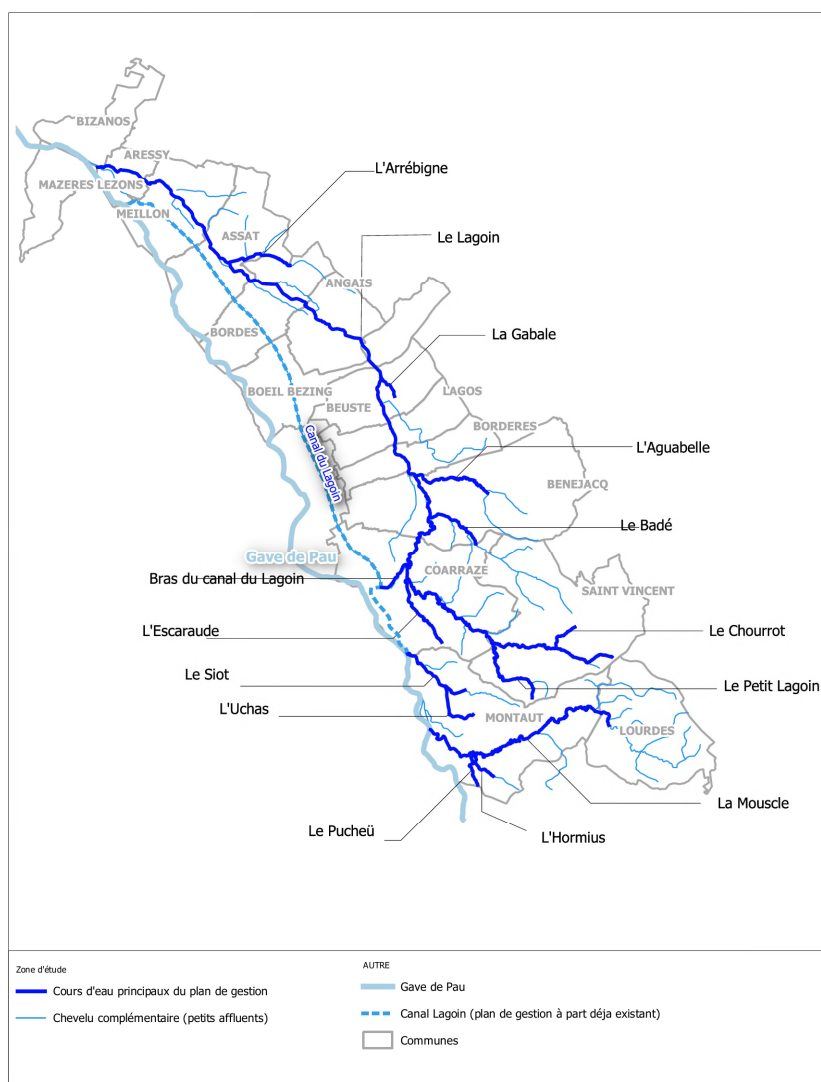 BIZANOS
ARESSY
L'Arrébigne
MAZERES LEZONS
MEILLON
ASSAT
Le Lagoin
ANGAIS
BORDES
La Gabale
BOEIL BEZING
LAGOS
BEUSTE
BORDERES
Canal du Lagoin
L'Aguabelle
BENEJACQ
Le Badé
Gave de Pau
COARRAZE
Bras du canal du Lagoin
SAINT VINCENT
L'Escaraude
Le Chourrot
Le Siot
Le Petit Lagoin
L'Uchas
MONTAUT
LOURDES
La Mouscle
Le Pucheü
L'Hormius
Zone d'étude
Cours d'eau principaux du plan de gestion
Chevelu complémentaire (petits affluents)
AUTRE
Gave de Pau
Canal Lagoin (plan de gestion à part déja existant)
Communes